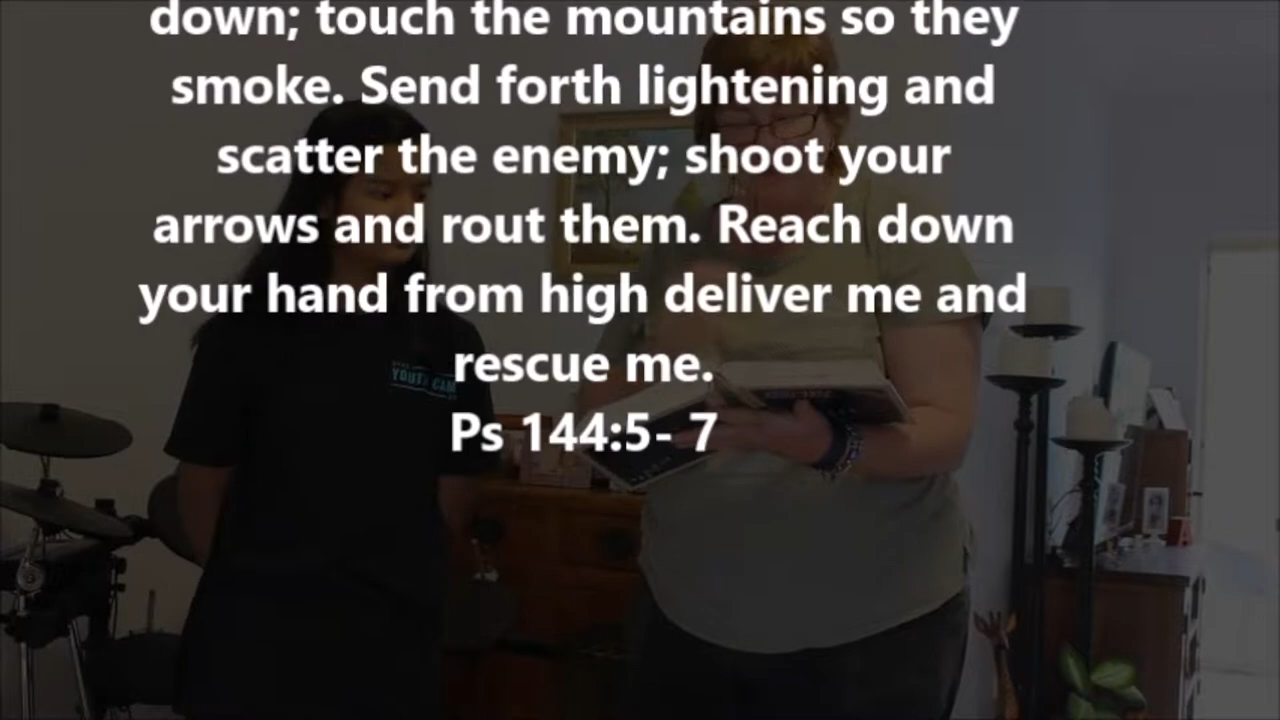 down; touch the mountains so they
smoke. Send forth lightening and
scatter the enemy; shoot your
arrows and rout them. Reach down
your hand from high deliver me and
rescue me.
Ps 144:5- 7
YOUTH